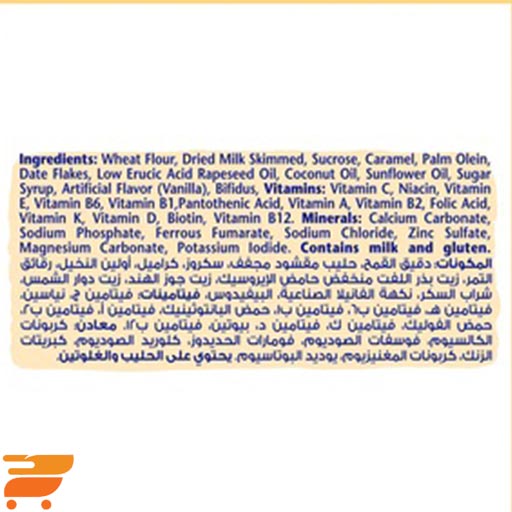 Ingredients: Wheat Flour, Dried Milk Skimmed, Sucrose, Caramel, Palm Olein,
Date Flakes, Low Erucic Acid Rapeseed Oil, Coconut Oil, Sunflower Oil, Sugar
Syrup, Artificial Flavor (Vanilla), Bifidus, Vitamins: Vitamin C, Niacin, Vitamin
E, Vitamin B6, Vitamin B1,Pantothenic Acid, Vitamin A, Vitamin B2, Folic Acid,
Vitamin K, Vitamin D, Biotin, Vitamin B12. Minerals: Calcium Carbonate,
Sodium Phosphate, Ferrous Fumarate, Sodium Chloride, Zinc Sulfate,
Magnesium Carbonate, Potassium Iodide. Contains milk and gluten.
المكونات: دقيق القمح، حليب مقشود مجفف، سكروز، كراميل، أولين النخيل، رقائق
التمر، زيت بذر اللفت منخفض حامض الإيروسيك، زيت جوز الهند، زيت دوار الشمس،
شراب السكر، نكهة الفانيلا الصناعية، البيفيدوس، فيتامينات: فيتامين ج، نياسين،
فيتامين هـ، فيتامين ب٦، فيتامين ب١، حمض البانتوثينيك، فيتامين أ، فيتامين ب٢،
حمض الفوليك، فيتامين ك، فيتامين د، بيوتين، فيتامين ب١٢. معادن: كربونات
الكالسيوم، فوسفات الصوديوم، فومارات الحديدوز، كلوريد الصوديوم، كبريتات
الزنك، كربونات المغنيزيوم، يوديد البوتاسيوم. يحتوي على الحليب والغلوتين.